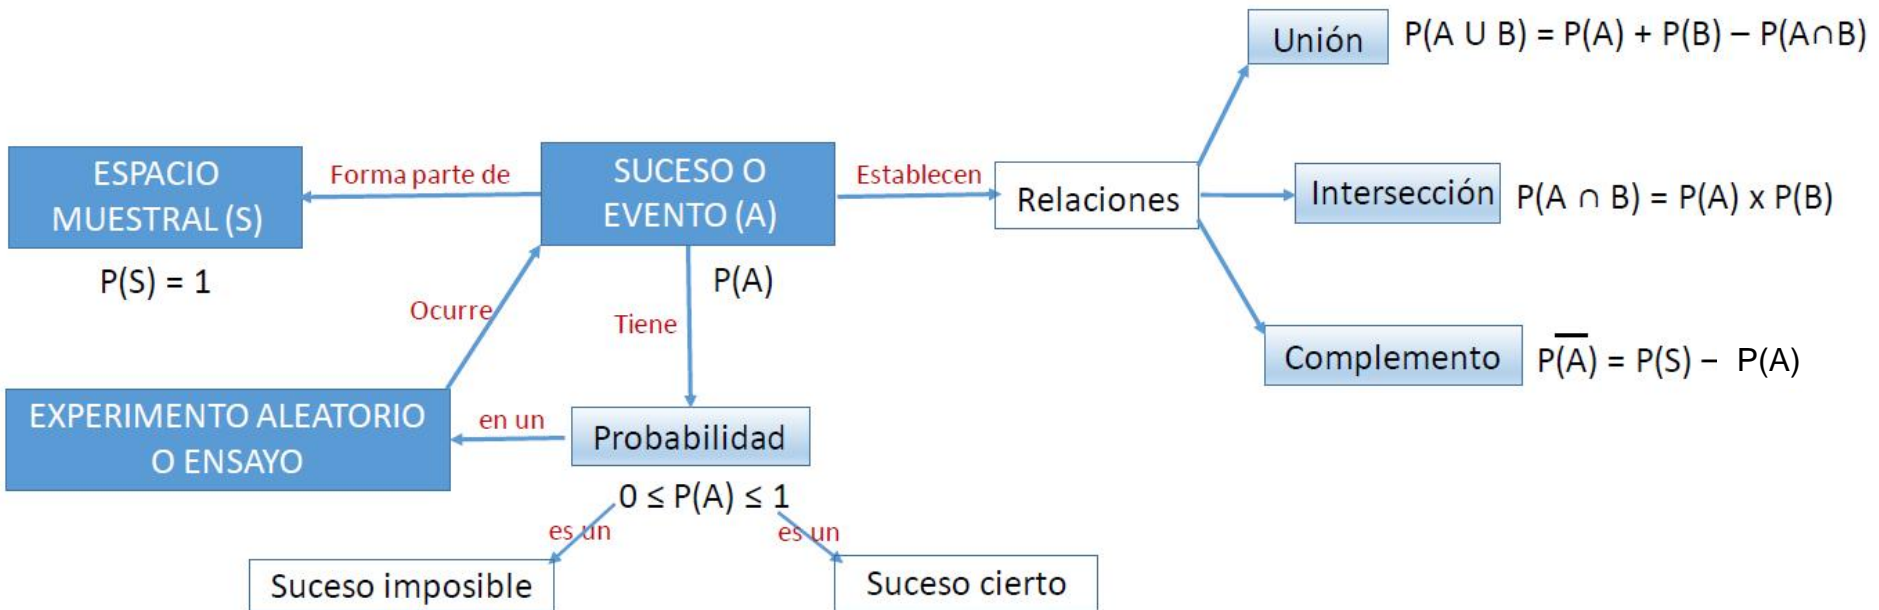 Unión
P(A U B) = P(A) + P(B) – P(A∩B)
ESPACIO
MUESTRAL (S)
Forma parte de
SUCESO O
EVENTO (A)
Establecen
Relaciones
Intersección
P(A ∩ B) = P(A) x P(B)
P(S) = 1
P(A)
Ocurre
Tiene
Complemento
P(A̅) = P(S) – P(A)
EXPERIMENTO ALEATORIO
O ENSAYO
en un
Probabilidad
0 ≤ P(A) ≤ 1
es un
es un
Suceso imposible
Suceso cierto